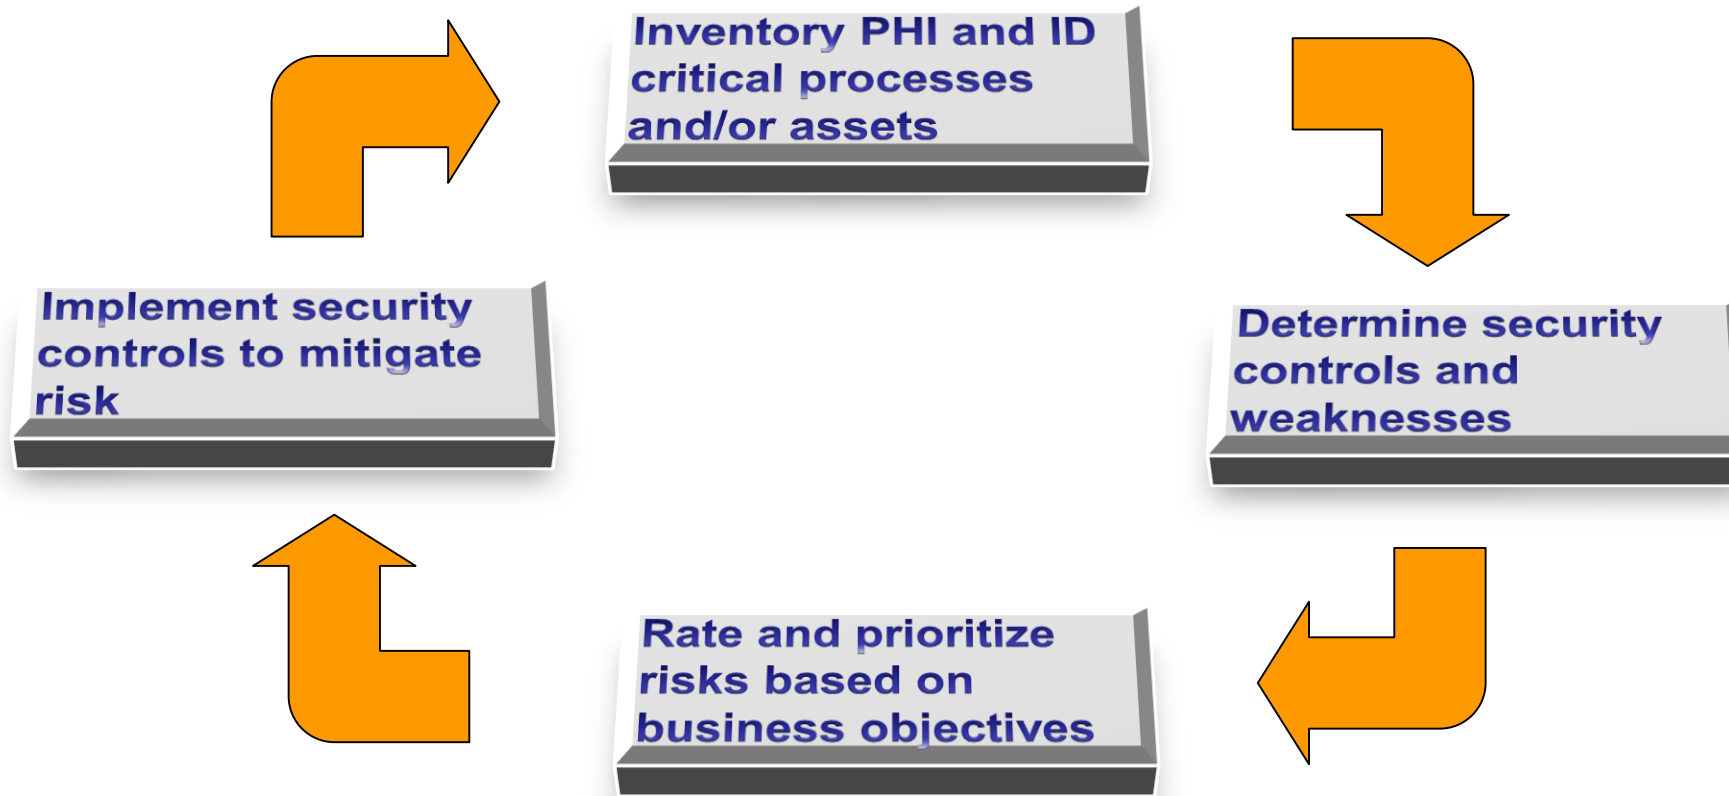 Inventory PHI and ID
critical processes
and/or assets
Implement security
controls to mitigate
risk
Determine security
controls and
weaknesses
Rate and prioritize
risks based on
business objectives